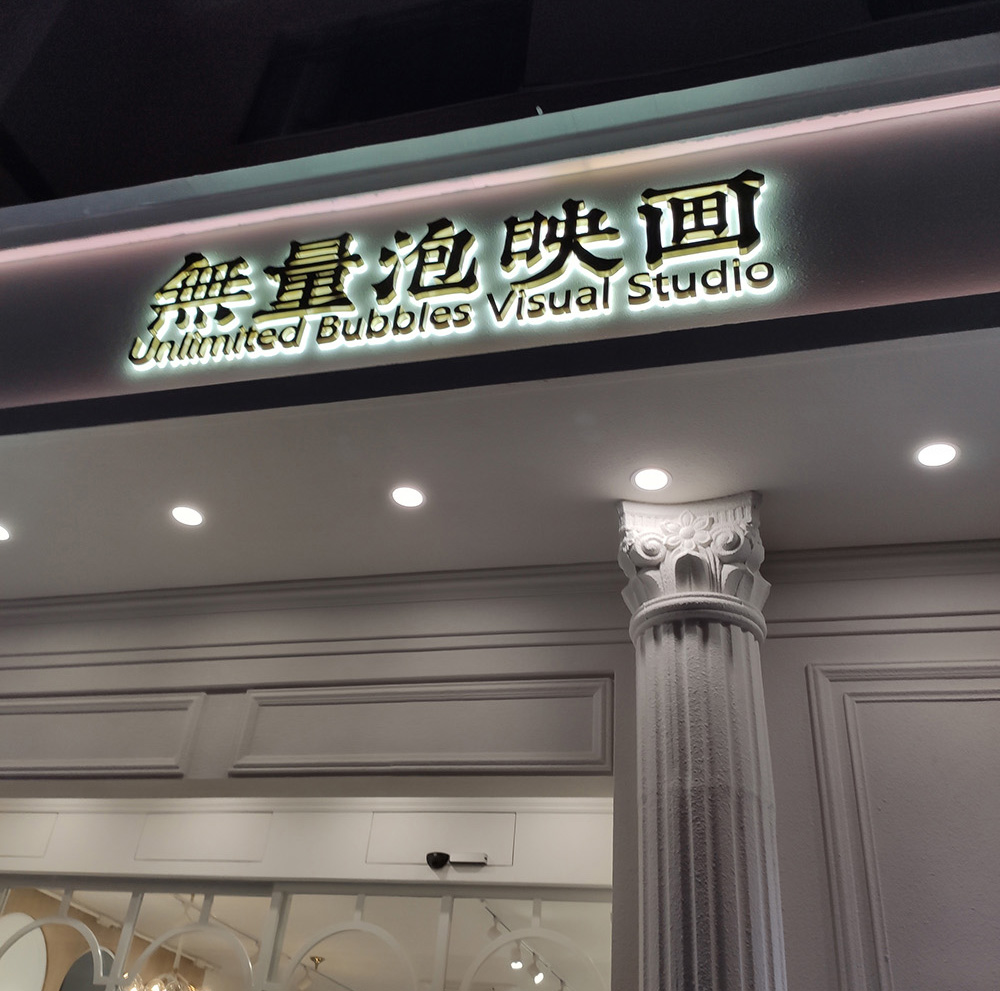 無量泡映画
Unlimited Bubbles Visual Studio